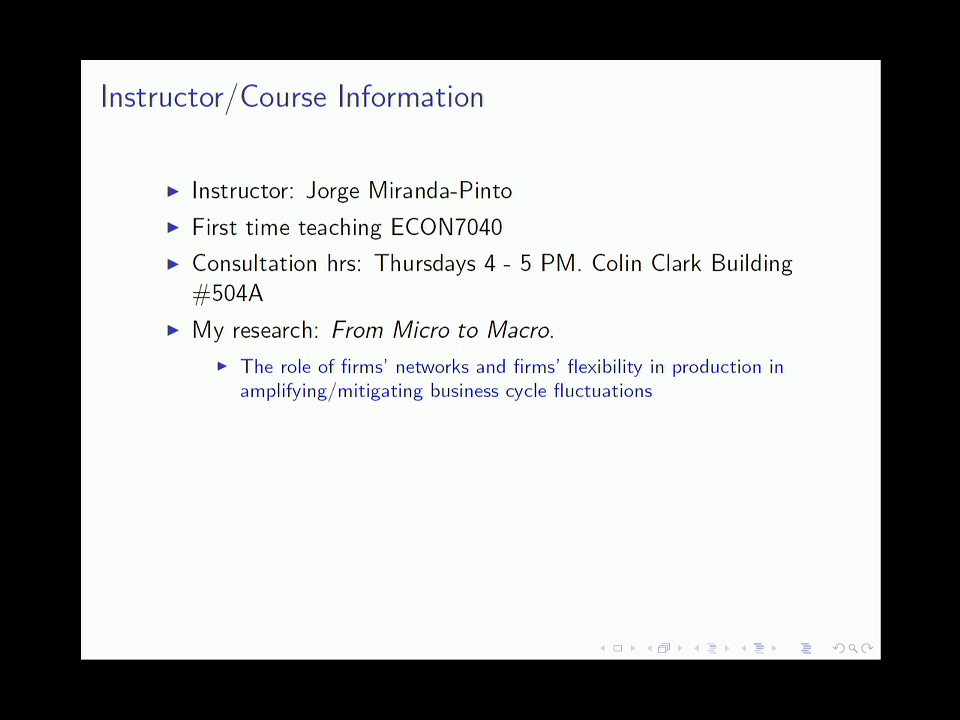 Instructor/Course Information
Instructor: Jorge Miranda-Pinto
First time teaching ECON7040
Consultation hrs: Thursdays 4 - 5 PM. Colin Clark Building
#504A
My research: From Micro to Macro.
The role of firms' networks and firms' flexibility in production in
amplifying/mitigating business cycle fluctuations